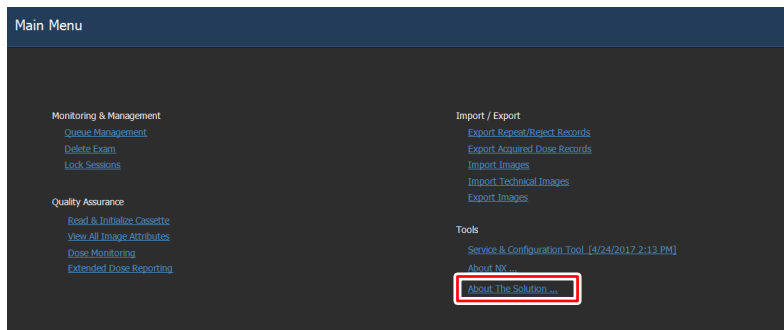 Main Menu
Monitoring & Management
Queue Management
Delete Exam
Lock Sessions
Quality Assurance
Read & Initialize Cassette
View All Image Attributes
Dose Monitoring
Extended Dose Reporting
Import / Export
Export Repeat/Reject Records
Export Acquired Dose Records
Import Images
Import Technical Images
Export Images
Tools
Service & Configuration Tool [4/24/2017 2:13 PM]
About NX ...
About The Solution ...